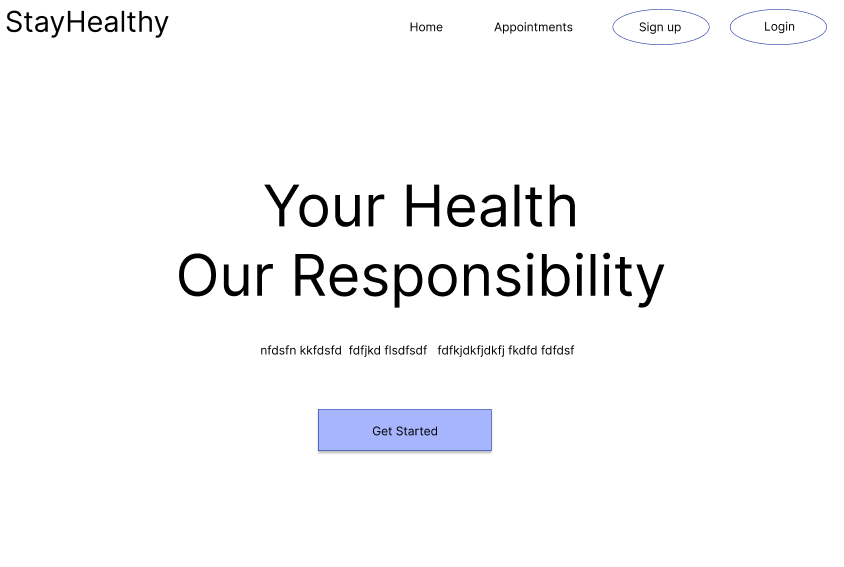 StayHealthy
Home Appointments Sign up Login
Your Health
Our Responsibility
nfdsfn kkfdsfd fdfjkd flsdfsdf fdfkjdkfjdkfj fkdfd fdfdsf
Get Started